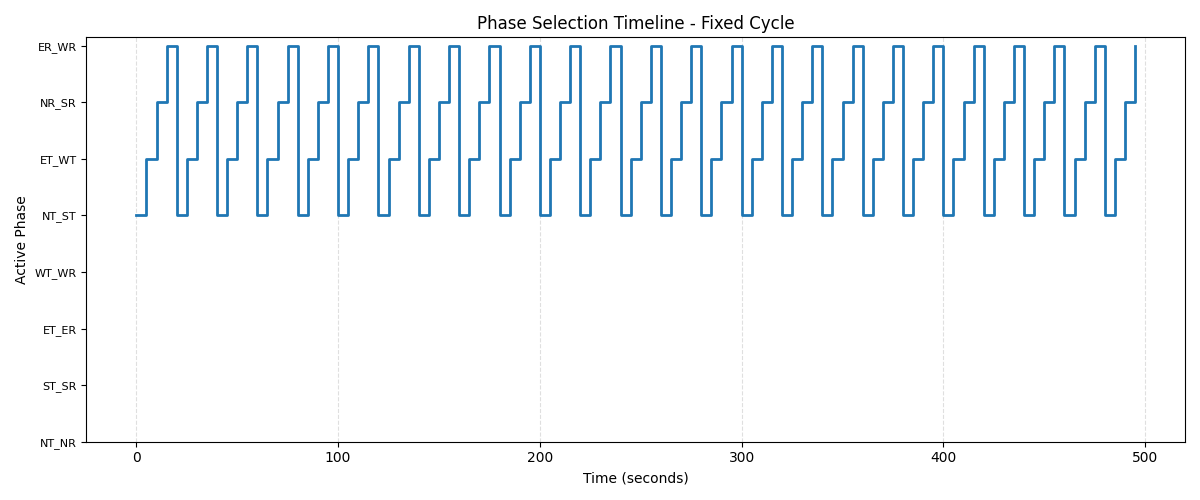 Phase Selection Timeline - Fixed Cycle
ER_WR
NR_SR
ET_WT
NT_ST
WT_WR
ET_ER
ST_SR
NT_NR
Active Phase
0 100 200 300 400 500
Time (seconds)